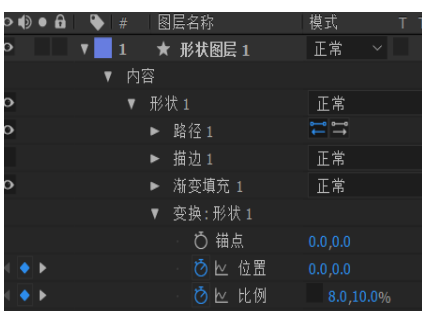 # 图层名称 模式 T T
1 ★ 形状图层 1 正常
内容
形状 1 正常
路径 1
描边 1 正常
渐变填充 1 正常
变换:形状 1
锚点 0.0,0.0
位置 0.0,0.0
比例 8.0,10.0%